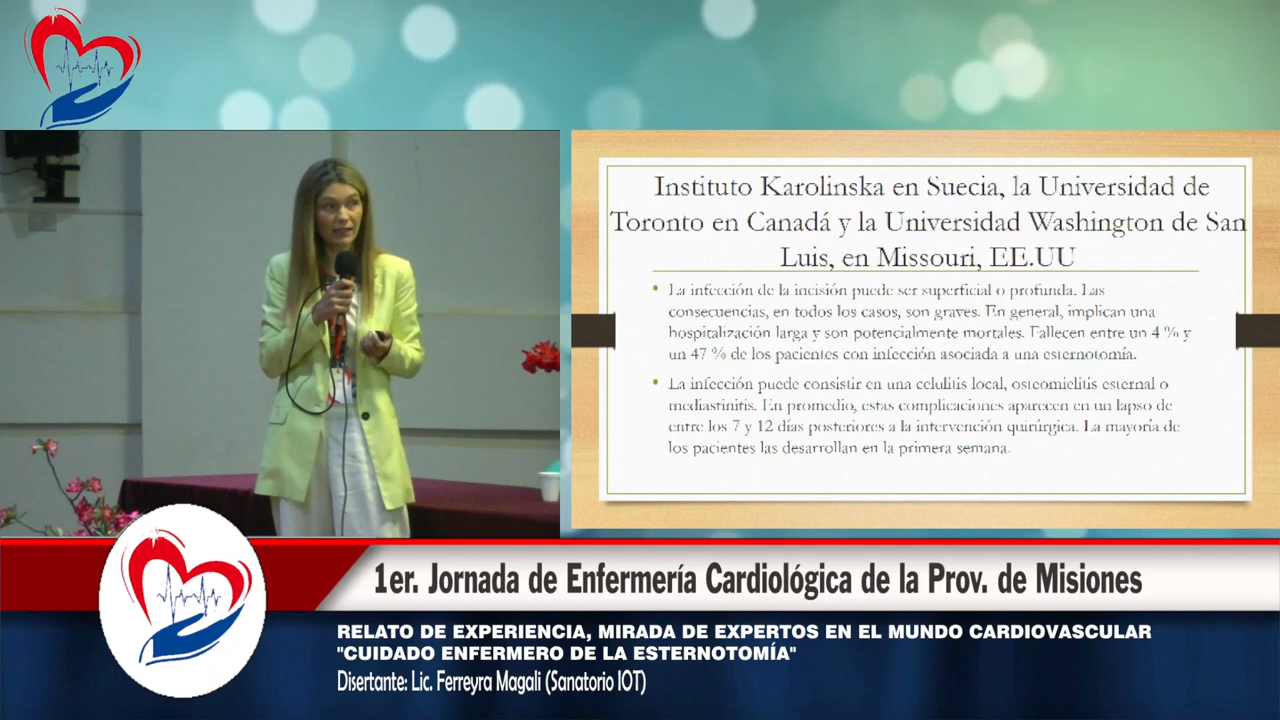 Instituto Karolinska en Suecia, la Universidad de
Toronto en Canadá y la Universidad Washington de San
Luis, en Missouri, EE.UU
• La infección de la incisión puede ser superficial o profunda. Las
consecuencias, en todos los casos, son graves. En general, implican una
hospitalización larga y son potencialmente mortales. Fallecen entre un 4 % y
un 47 % de los pacientes con infección asociada a una esternotomía.
• La infección puede consistir en una celulitis local, osteomielitis esternal o
mediastinitis. En promedio, estas complicaciones aparecen en un lapso de
entre los 7 y 12 días posteriores a la intervención quirúrgica. La mayoría de
los pacientes las desarrollan en la primera semana.
1er. Jornada de Enfermería Cardiológica de la Prov. de Misiones
RELATO DE EXPERIENCIA, MIRADA DE EXPERTOS EN EL MUNDO CARDIOVASCULAR
"CUIDADO ENFERMERO DE LA ESTERNOTOMÍA"
Disertante: Lic. Ferreyra Magali (Sanatorio IOT)